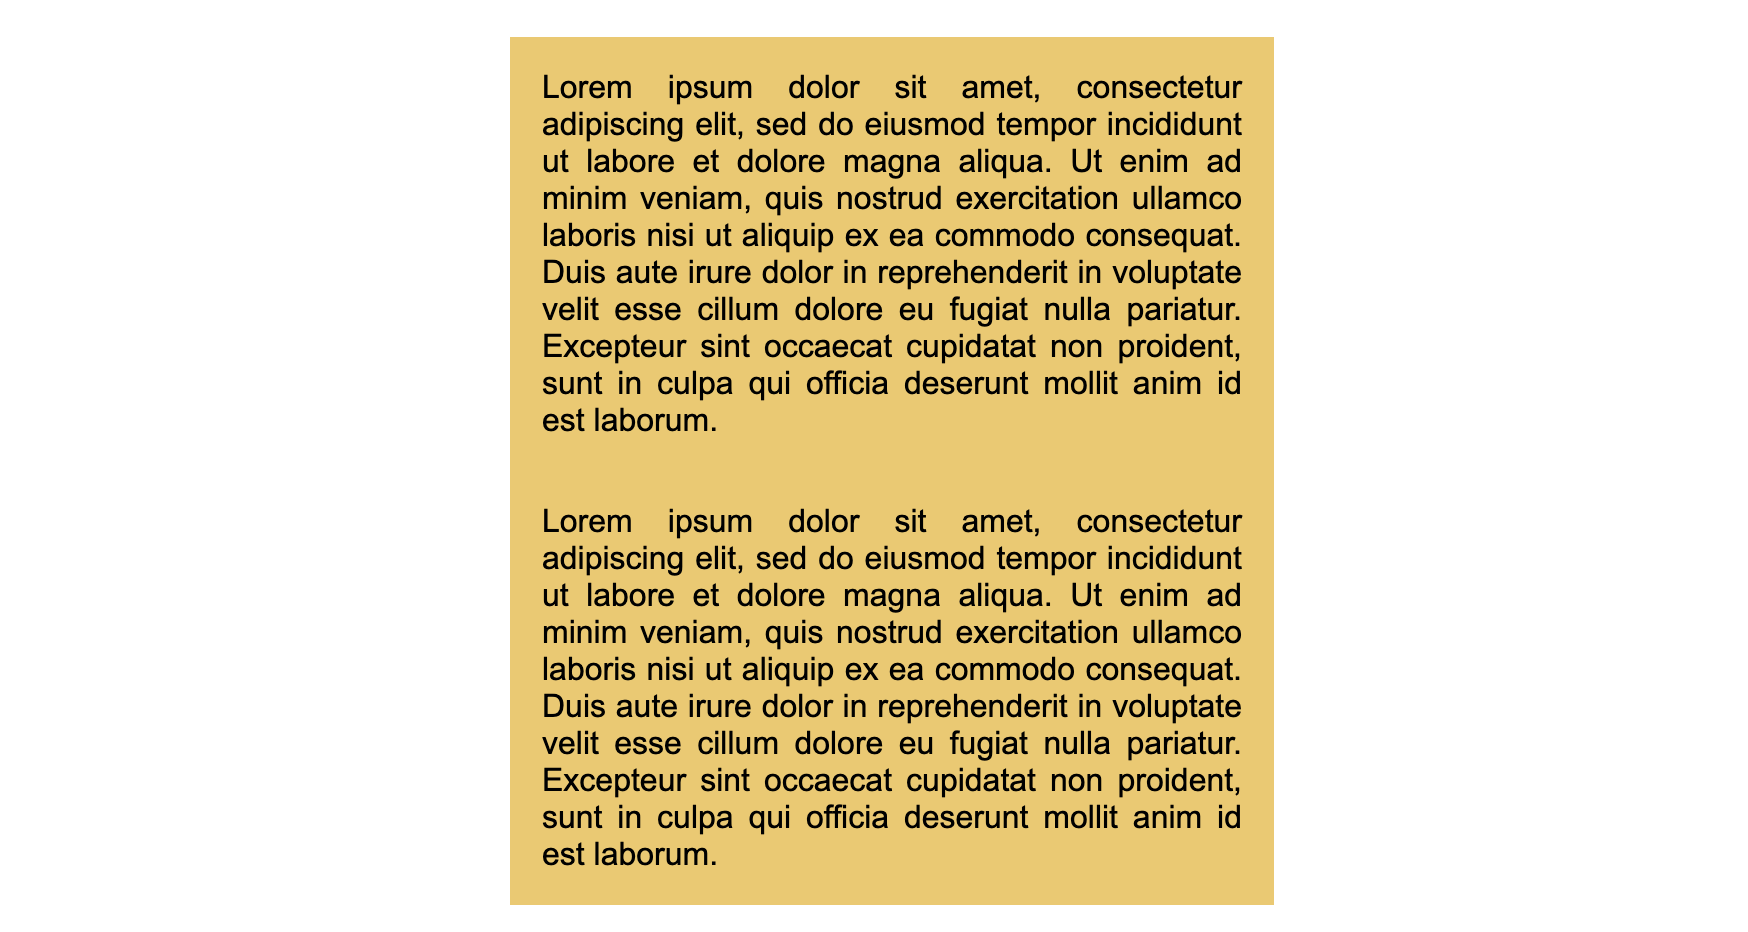 Lorem ipsum dolor sit amet, consectetur
adipiscing elit, sed do eiusmod tempor incididunt
ut labore et dolore magna aliqua. Ut enim ad
minim veniam, quis nostrud exercitation ullamco
laboris nisi ut aliquip ex ea commodo consequat.
Duis aute irure dolor in reprehenderit in voluptate
velit esse cillum dolore eu fugiat nulla pariatur.
Excepteur sint occaecat cupidatat non proident,
sunt in culpa qui officia deserunt mollit anim id
est laborum.
Lorem ipsum dolor sit amet, consectetur
adipiscing elit, sed do eiusmod tempor incididunt
ut labore et dolore magna aliqua. Ut enim ad
minim veniam, quis nostrud exercitation ullamco
laboris nisi ut aliquip ex ea commodo consequat.
Duis aute irure dolor in reprehenderit in voluptate
velit esse cillum dolore eu fugiat nulla pariatur.
Excepteur sint occaecat cupidatat non proident,
sunt in culpa qui officia deserunt mollit anim id
est laborum.